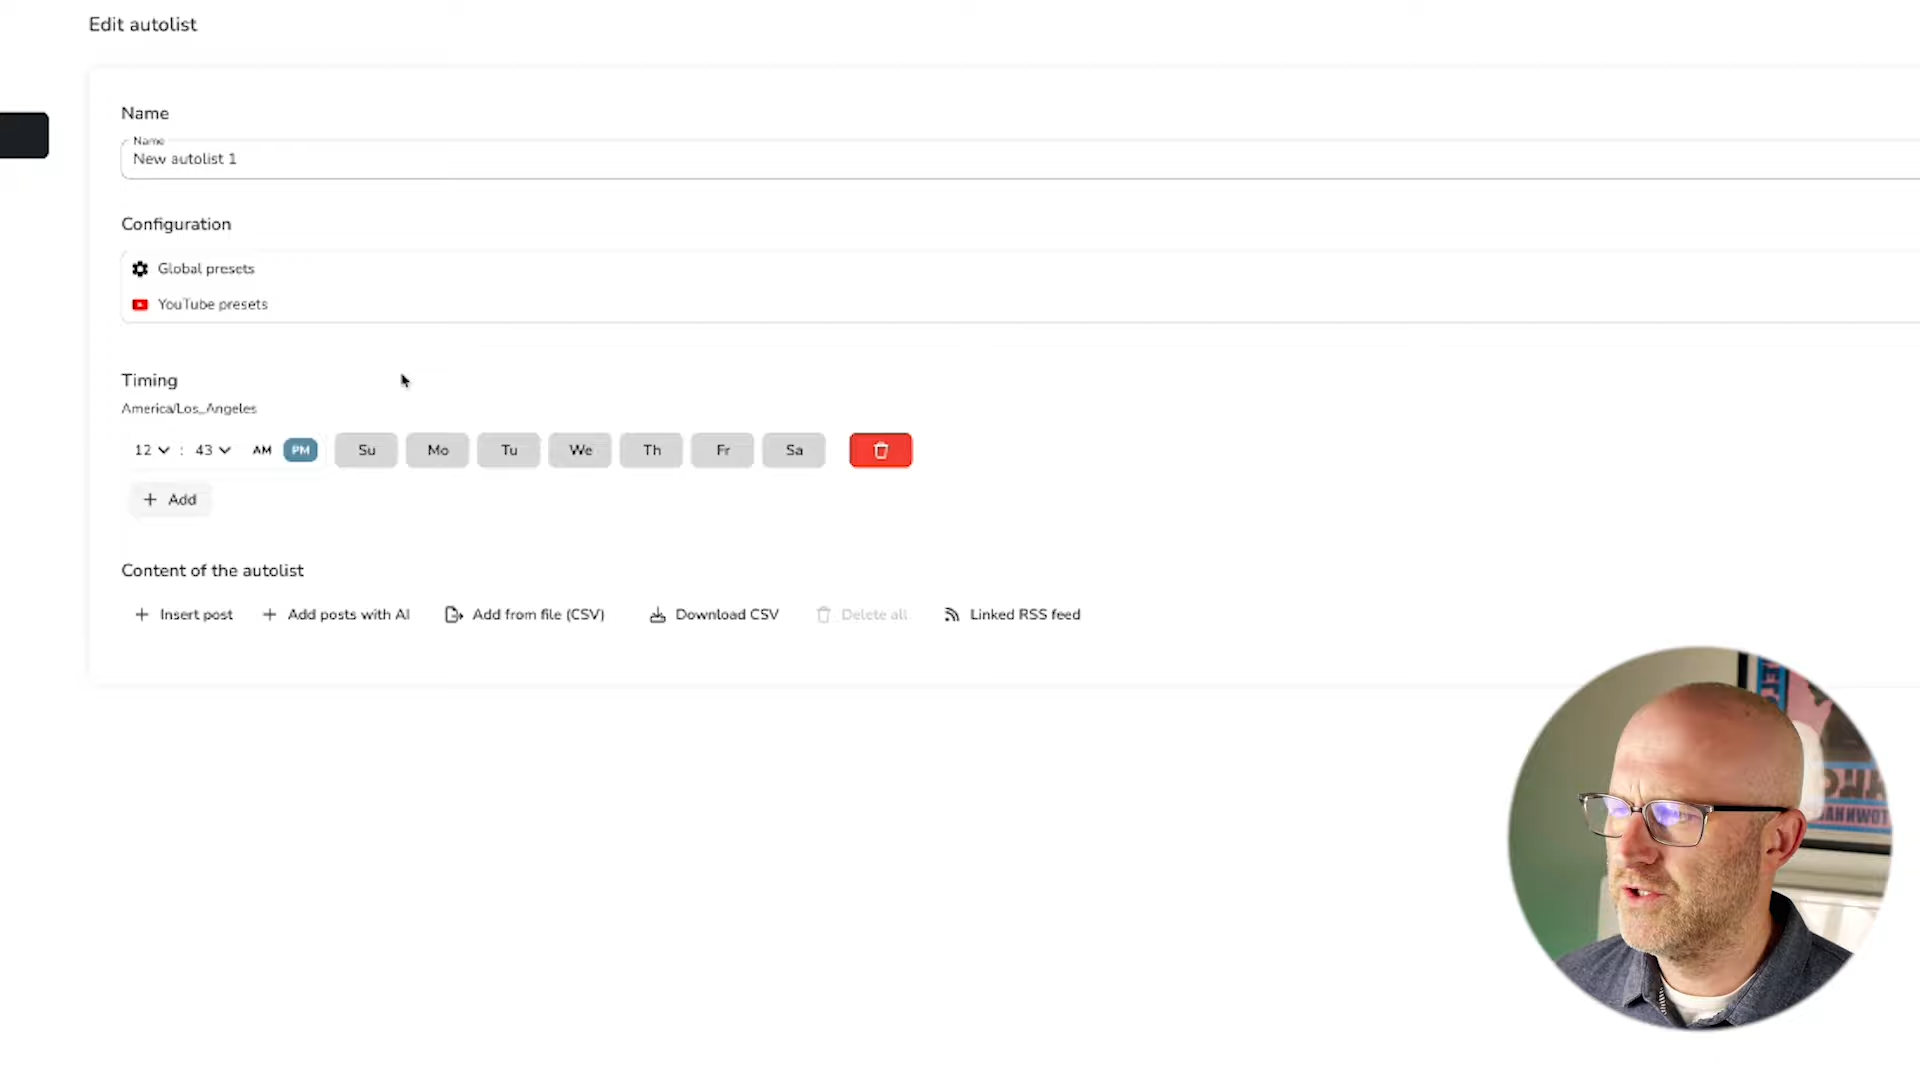 Edit autolist
Name
Name
New autolist 1
Configuration
Global presets
YouTube presets
Timing
America/Los_Angeles
12 : 43 AM PM Su Mo Tu We Th Fr Sa
+ Add
Content of the autolist
+ Insert post + Add posts with AI Add from file (CSV) Download CSV Delete all Linked RSS feed